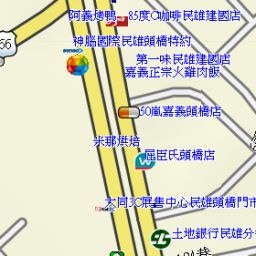 阿義烤鴨
85度C咖啡民雄建國店
神腦國際民雄頭橋特約
第一味民雄建國店
嘉義正宗火雞肉飯
66
50嵐嘉義頭橋店
米那烘焙
屈臣氏頭橋店
大同3C展售中心民雄頭橋門市
土地銀行民雄分